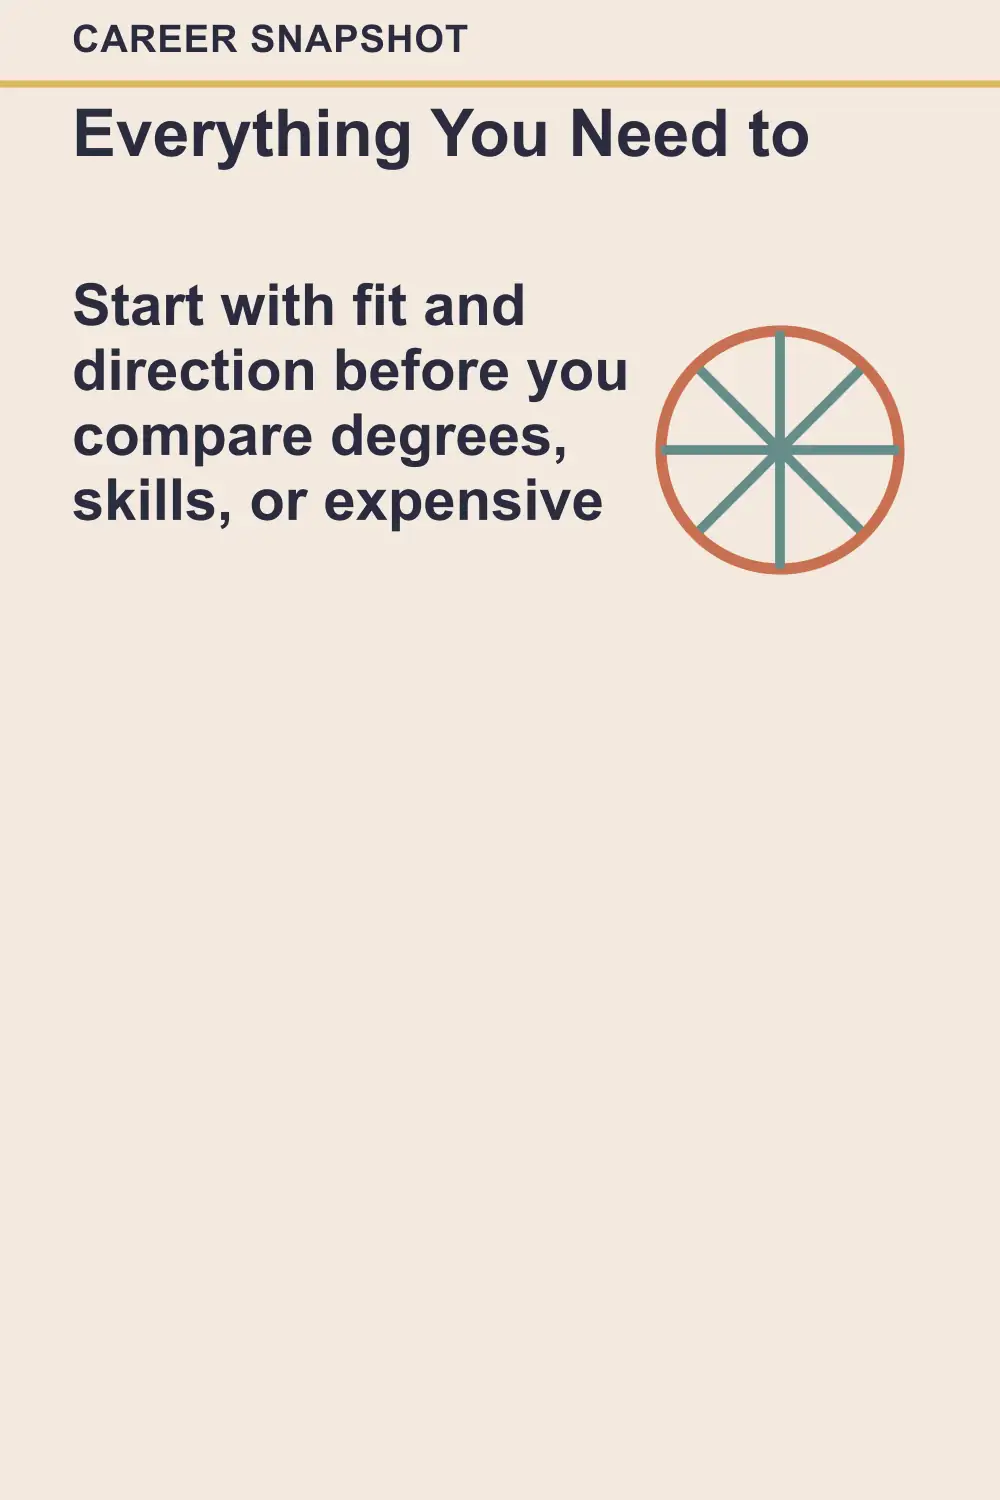 CAREER SNAPSHOT
Everything You Need to
Start with fit and
direction before you
compare degrees,
skills, or expensive